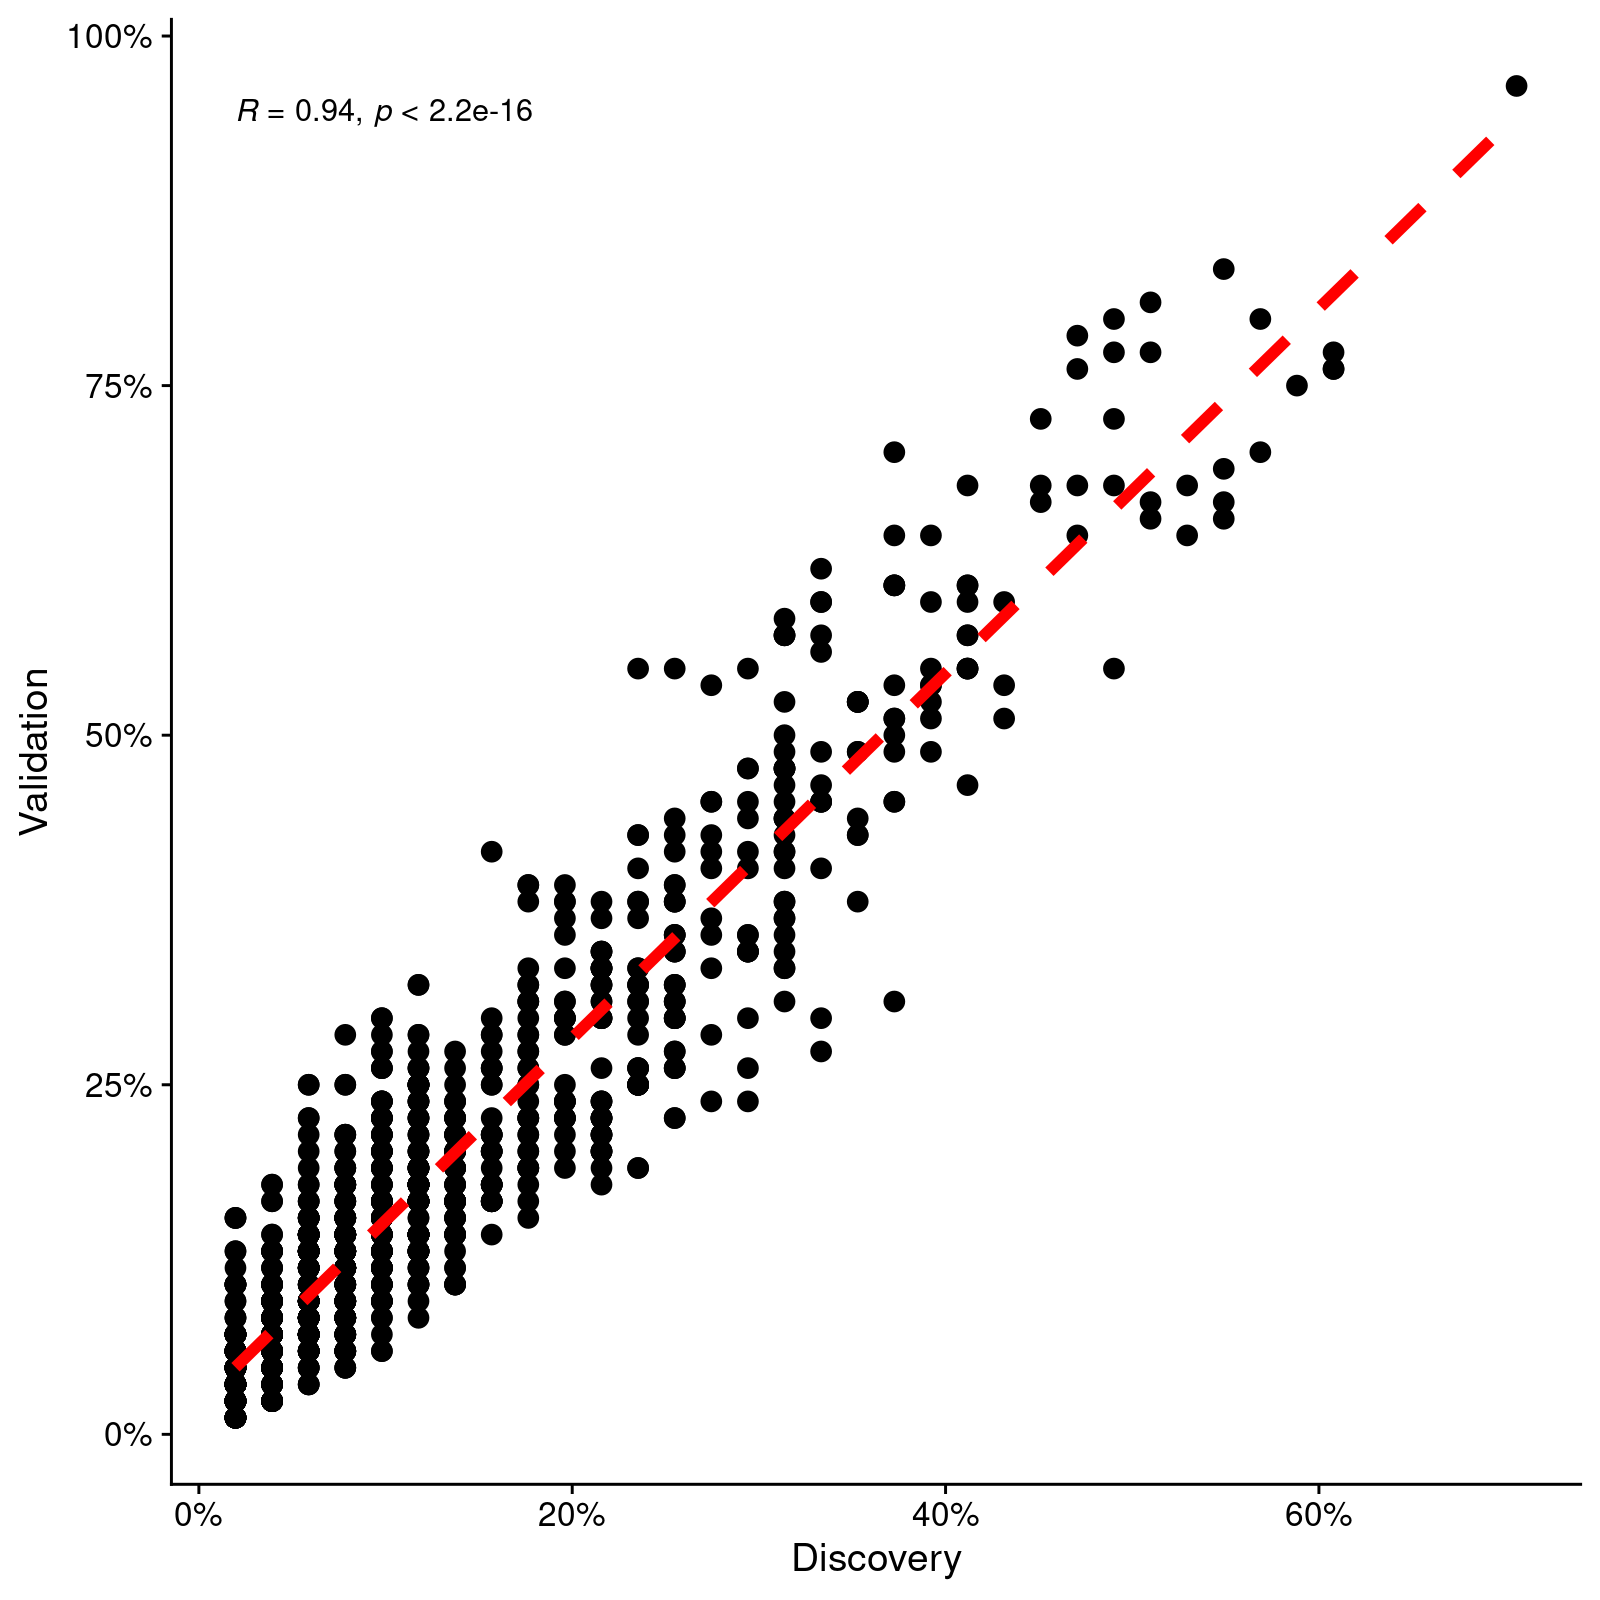 100%
R = 0.94, p < 2.2e-16
75%
Validation
50%
25%
0%
0% 20% 40% 60%
Discovery